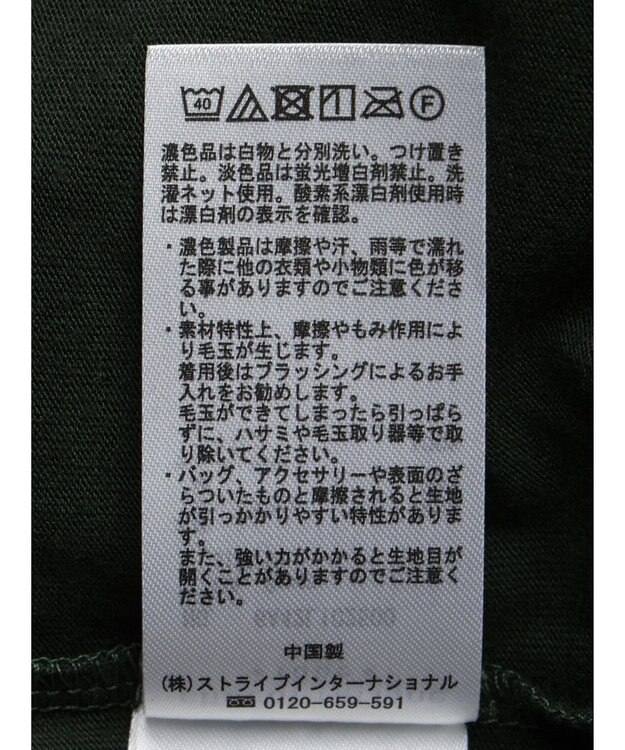 40 F
濃色品は白物と分別洗い。つけ置き
禁止。淡色品は蛍光増白剤禁止。洗
濯ネット使用。酸素系漂白剤使用時
は漂白剤の表示を確認。
・濃色製品は摩擦や汗、雨等で濡れ
た際に他の衣類や小物類に色が移
る事がありますのでご注意くださ
い。
・素材特性上、摩擦やもみ作用によ
り毛玉が生じます。
着用後はブラッシングによるお手
入れをお勧めします。
毛玉ができてしまったら引っぱら
ずに、ハサミや毛玉取り器等で取
り除いてください。
・バッグ、アクセサリーや表面のざ
らついたものと摩擦されると生地
が引っかかりやすい特性がありま
す。
また、強い力がかかると生地目が
開くことがありますのでご注意く
ださい。
中国製
(株)ストライプインターナショナル
0120-659-591